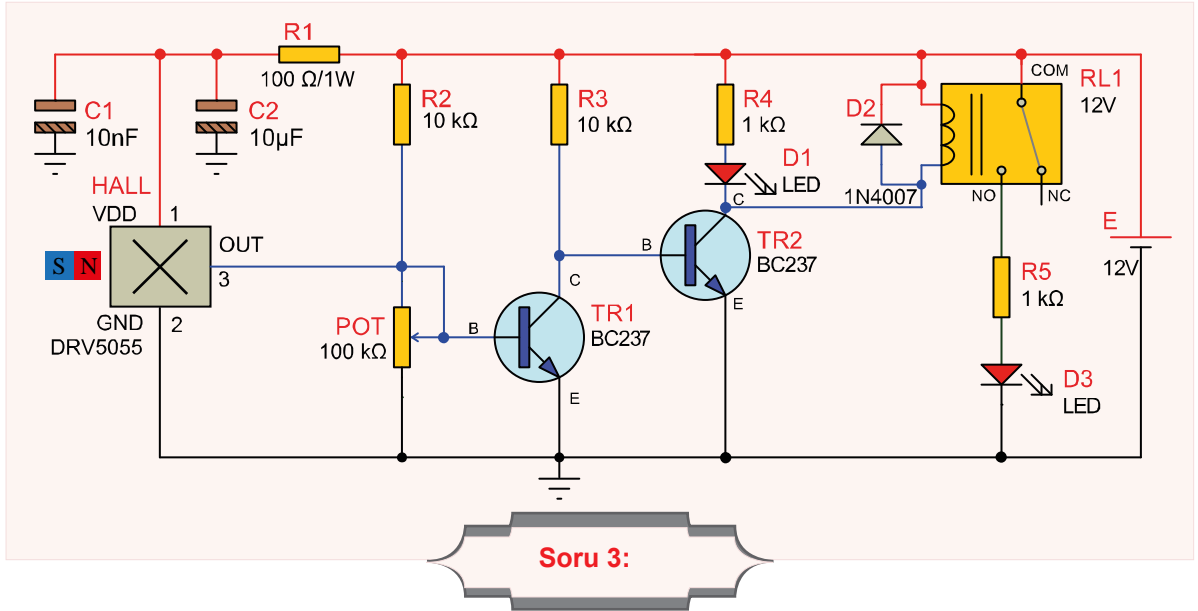 R1
100 Ω/1W
C1
10nF
C2
10µF
R2
10 kΩ
R3
10 kΩ
R4
1 kΩ
D1
LED
D2
1N4007
COM
RL1
12V
NO
NC
HALL
VDD
1
OUT
3
S N
GND
2
DRV5055
POT
100 kΩ
B
C
TR1
BC237
E
B
C
TR2
BC237
E
R5
1 kΩ
D3
LED
E
12V
Soru 3: